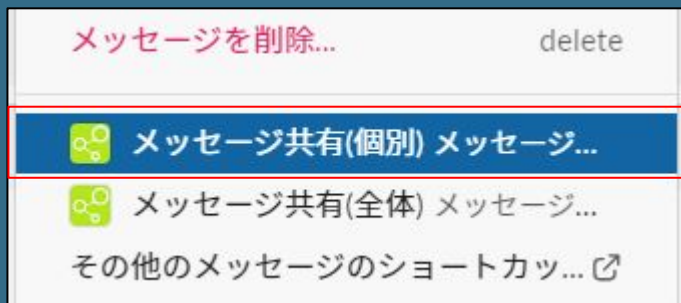 メッセージを削除... delete
メッセージ共有(個別) メッセージ...
メッセージ共有(全体) メッセージ...
その他のメッセージのショートカッ...